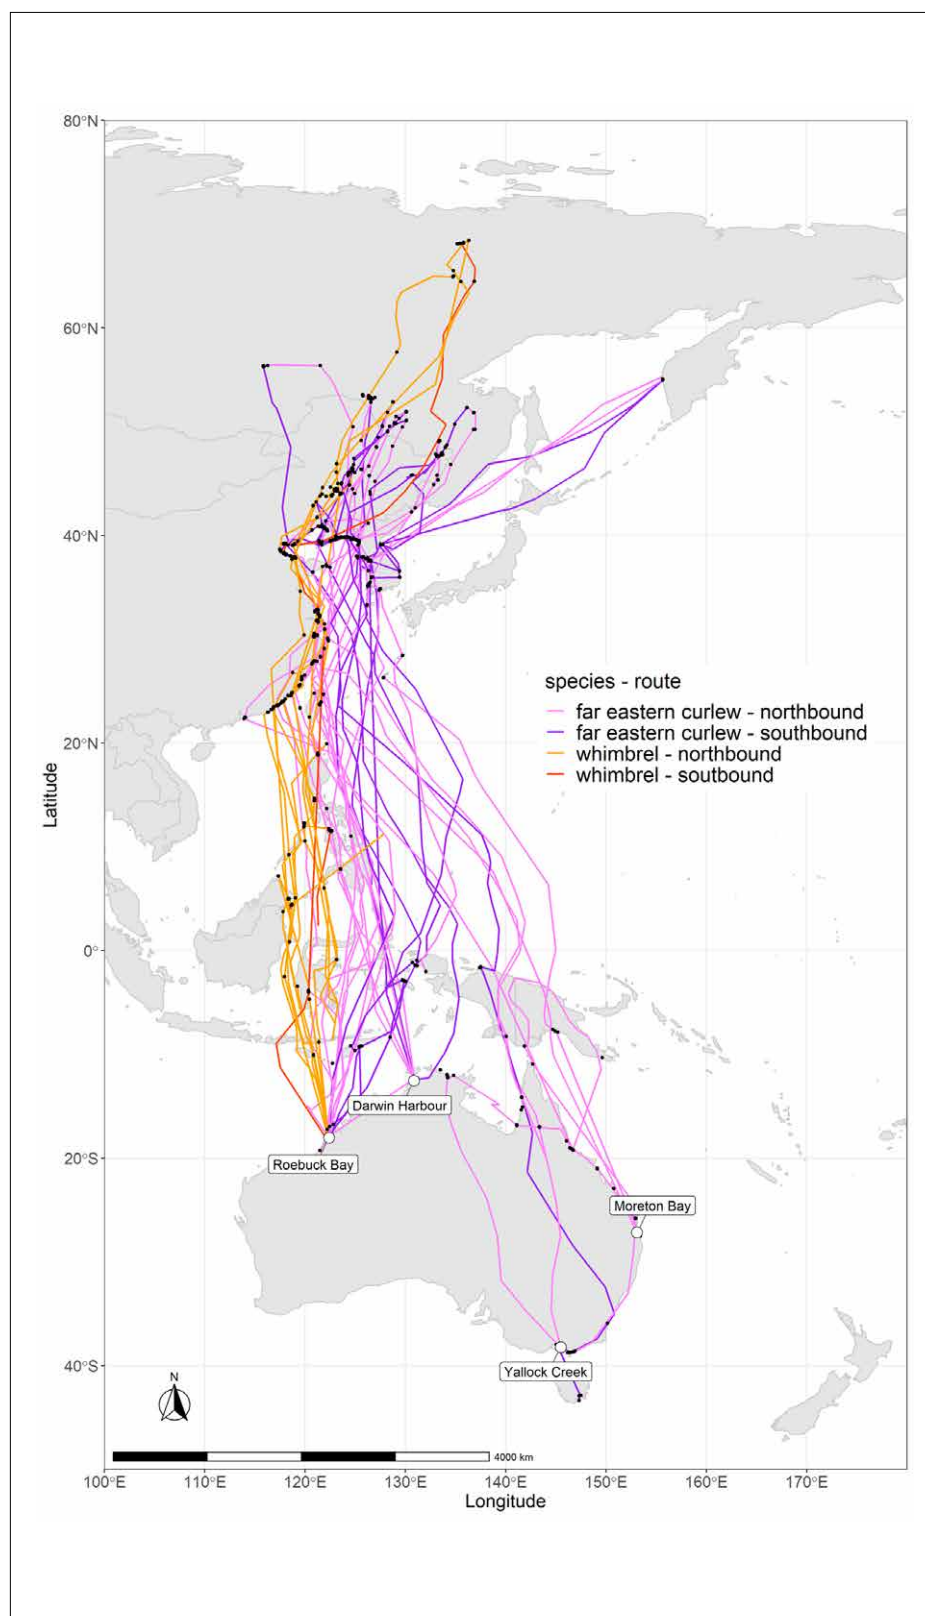 80°N
60°N
40°N
20°N
0°
20°S
40°S
Latitude
species - route
far eastern curlew - northbound
far eastern curlew - southbound
whimbrel - northbound
whimbrel - soutbound
Darwin Harbour
Roebuck Bay
Moreton Bay
Yallock Creek
N
4000 km
100°E 110°E 120°E 130°E 140°E 150°E 160°E 170°E
Longitude